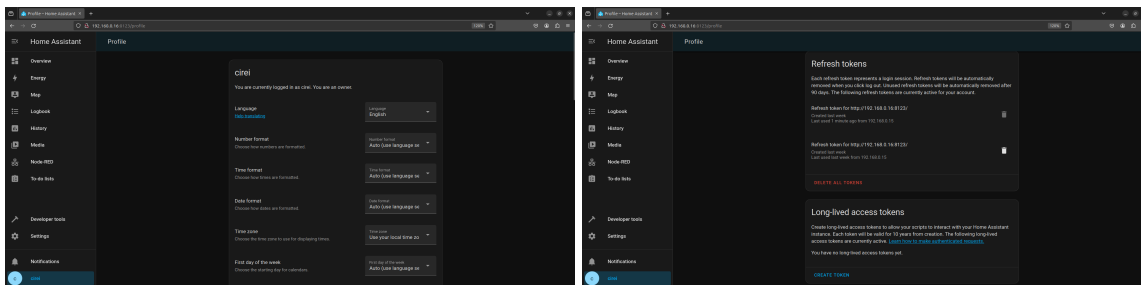 Profile – Home Assistant
192.168.0.16:8123/profile
Home Assistant
Profile
Overview
Energy
Map
Logbook
History
Media
Node-RED
To-do lists
Developer tools
Settings
Notifications
cirei
cirei
You are currently logged in as cirei. You are an owner.
Language
Help translating
Language
English
Number format
Choose how numbers are formatted.
Number format
Auto (use language se
Time format
Choose how times are formatted.
Time format
Auto (use language se
Date format
Choose how dates are formatted.
Date format
Auto (use language se
Time zone
Choose the time zone to use for displaying times.
Time zone
Use your local time zo
First day of the week
Choose the starting day for calendars.
First day of the week
Auto (use language se
Profile – Home Assistant
192.168.0.16:8123/profile
Home Assistant
Profile
Overview
Energy
Map
Logbook
History
Media
Node-RED
To-do lists
Developer tools
Settings
Notifications
cirei
Refresh tokens
Each refresh token represents a login session. Refresh tokens will be automatically
removed when you click log out. Unused refresh tokens will be automatically removed after
90 days. The following refresh tokens are currently active for your account.
Refresh token for http://192.168.0.16:8123/
Created last week
Last used 1 minute ago from 192.168.0.15
Refresh token for http://192.168.0.16:8123/
Created last week
Last used last week from 192.168.0.13
DELETE ALL TOKENS
Long-lived access tokens
Create long-lived access tokens to allow your scripts to interact with your Home Assistant
instance. Each token will be valid for 10 years from creation. The following long-lived
access tokens are currently active. Learn how to make authenticated requests.
You have no long-lived access tokens yet.
CREATE TOKEN